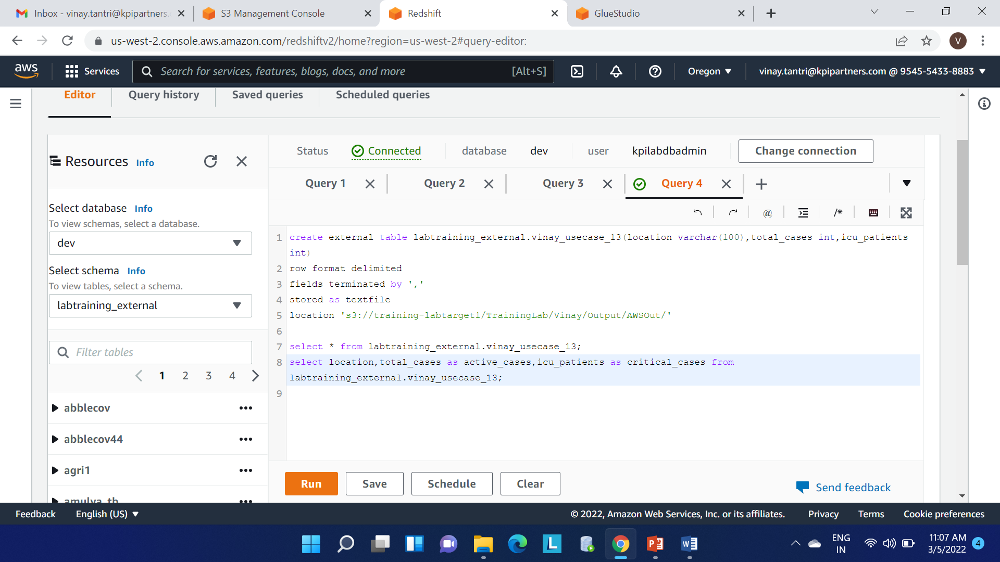 Inbox - vinay.tantri@kpipartners.c
S3 Management Console
Redshift
GlueStudio
us-west-2.console.aws.amazon.com/redshiftv2/home?region=us-west-2#query-editor:
V
aws
Services
Search for services, features, blogs, docs, and more
[Alt+S]
Oregon
vinay.tantri@kpipartners.com @ 9545-5433-8883
Editor
Query history
Saved queries
Scheduled queries
Resources Info
Status
Connected
database
dev
user
kpilabdbadmin
Change connection
Query 1
Query 2
Query 3
Query 4
Select database Info
To view schemas, select a database.
dev
Select schema Info
To view tables, select a schema.
labtraining_external
Filter tables
1 2 3 4
abblecov
abblecov44
agri1
amulya_tb
@
/*
1 create external table labtraining_external.vinay_usecase_13(location varchar(100),total_cases int,icu_patients
int)
2 row format delimited
3 fields terminated by ','
4 stored as textfile
5 location 's3://training-labtarget1/TrainingLab/Vinay/Output/AWSOut/'
6
7 select * from labtraining_external.vinay_usecase_13;
8 select location,total_cases as active_cases,icu_patients as critical_cases from
labtraining_external.vinay_usecase_13;
9
Run
Save
Schedule
Clear
Send feedback
Feedback
English (US)
© 2022, Amazon Web Services, Inc. or its affiliates.
Privacy
Terms
Cookie preferences
ENG
IN
11:07 AM
3/5/2022
4